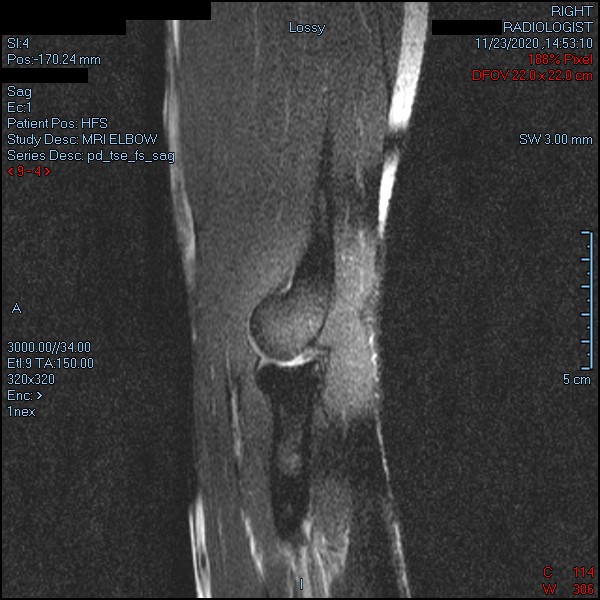 RIGHT
RADIOLOGIST
Lossy
SI:4
11/23/2020 ,14:53:10
Pos:-170.24 mm
188% Pixel
DFOV 22.0 x 22.0 cm
Sag
Ec:1
Patient Pos: HFS
Study Desc: MRI ELBOW
SW 3.00 mm
Series Desc: pd_tse_fs_sag
< 9 - 4 >
A
3000.00//34.00
Etl:9 TA:150.00
320x320
5 cm
Enc: >
1nex
I
C 114
W 306